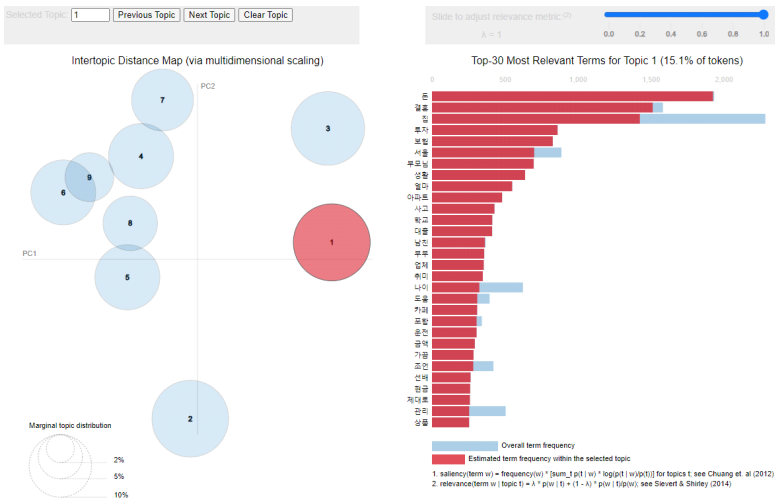 Selected Topic: 1 Previous Topic Next Topic Clear Topic
Slide to adjust relevance metric:(2)
λ = 1
0.0 0.2 0.4 0.6 0.8 1.0
Intertopic Distance Map (via multidimensional scaling)
PC2
PC1
7
3
4
9
6
8
1
5
2
Marginal topic distribution
2%
5%
10%
Top-30 Most Relevant Terms for Topic 1 (15.1% of tokens)
0 500 1,000 1,500 2,000
돈
결혼
집
투자
보험
서울
부모님
생활
얼마
아파트
사고
학교
대출
남친
부부
업체
취미
나이
도움
카페
포함
운전
금액
가끔
조언
선배
현금
제대로
관리
상품
Overall term frequency
Estimated term frequency within the selected topic
1. saliency(term w) = frequency(w) * [sum_t p(t | w) * log(p(t | w)/p(t))] for topics t; see Chuang et. al (2012)
2. relevance(term w | topic t) = λ * p(w | t) + (1 - λ) * p(w | t)/p(w); see Sievert & Shirley (2014)